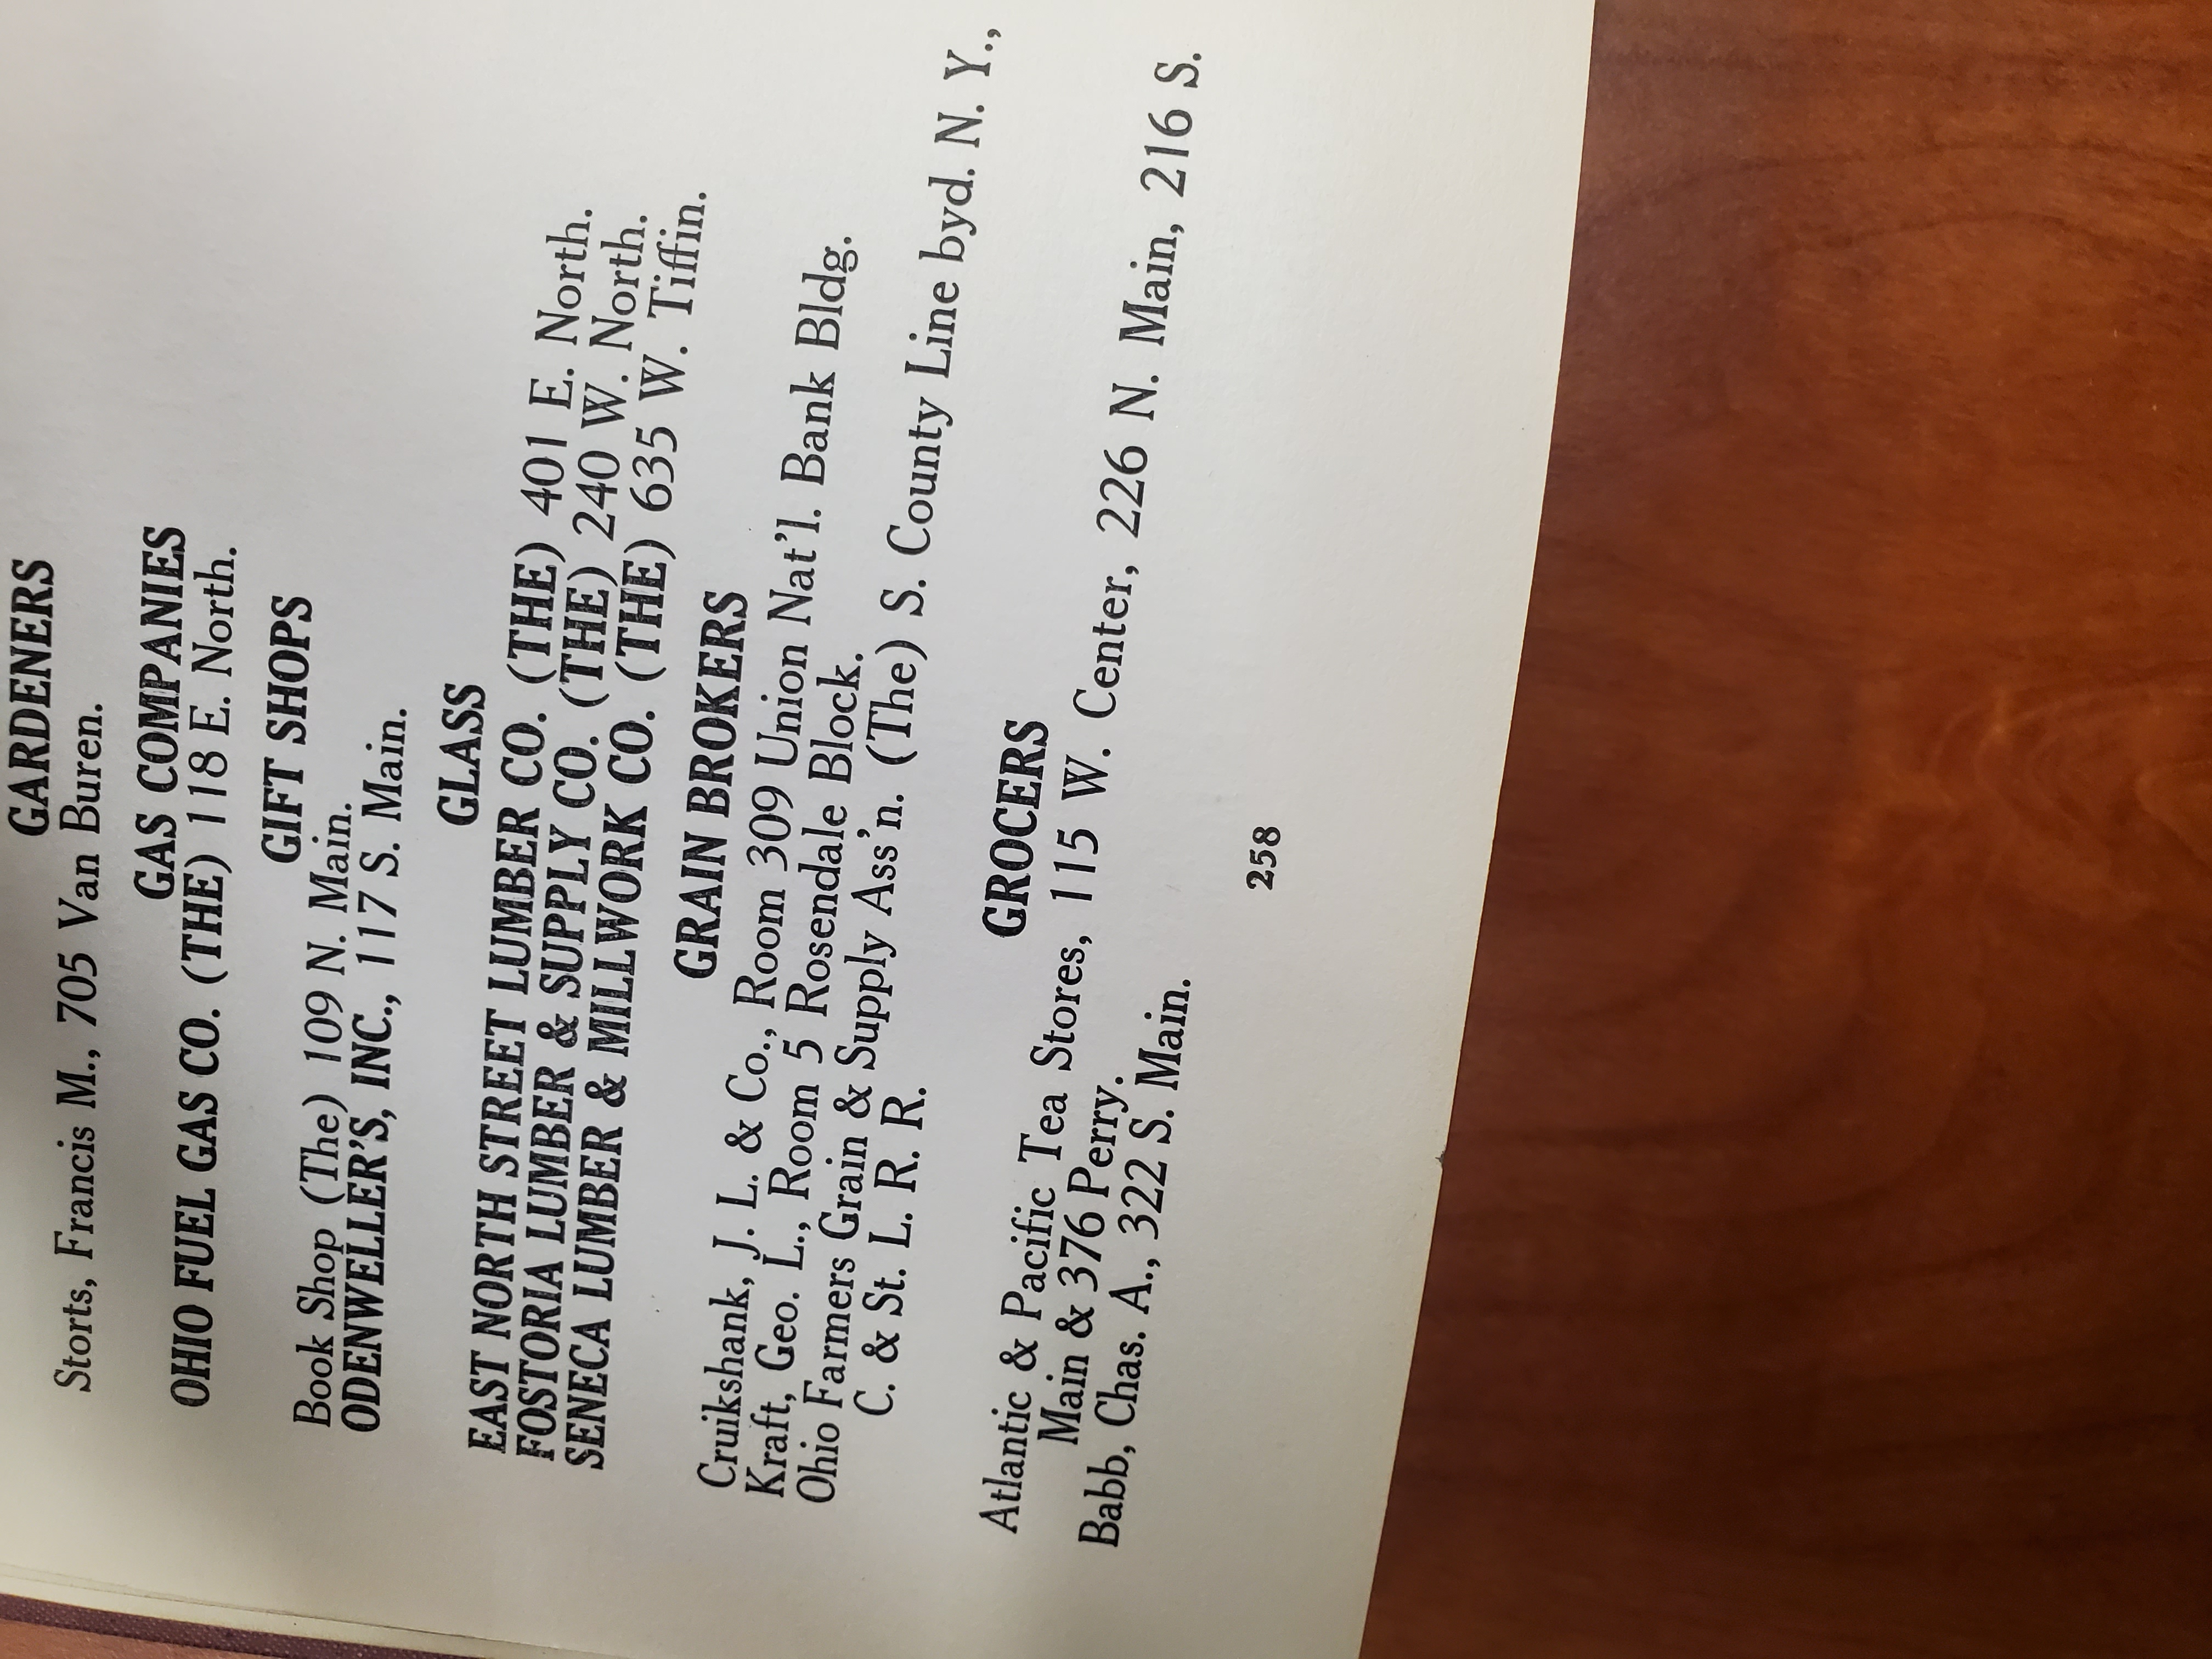 GARDENERS
Storts, Francis M., 705 Van Buren.
GAS COMPANIES
OHIO FUEL GAS CO. (THE) 118 E. North.
GIFT SHOPS
Book Shop (The) 109 N. Main.
ODENWELLER'S, INC., 117 S. Main.
GLASS
EAST NORTH STREET LUMBER CO. (THE) 401 E. North.
FOSTORIA LUMBER & SUPPLY CO. (THE) 240 W. North.
SENECA LUMBER & MILLWORK CO. (THE) 635 W. Tiffin.
GRAIN BROKERS
Cruikshank, J. L. & Co., Room 309 Union Nat'l. Bank Bldg.
Kraft, Geo. L., Room 5 Rosendale Block.
Ohio Farmers Grain & Supply Ass'n. (The) S. County Line byd. N. Y.,
C. & St. L. R. R.
GROCERS
Atlantic & Pacific Tea Stores, 115 W. Center, 226 N. Main, 216 S.
Main & 376 Perry.
Babb, Chas. A., 322 S. Main.
258